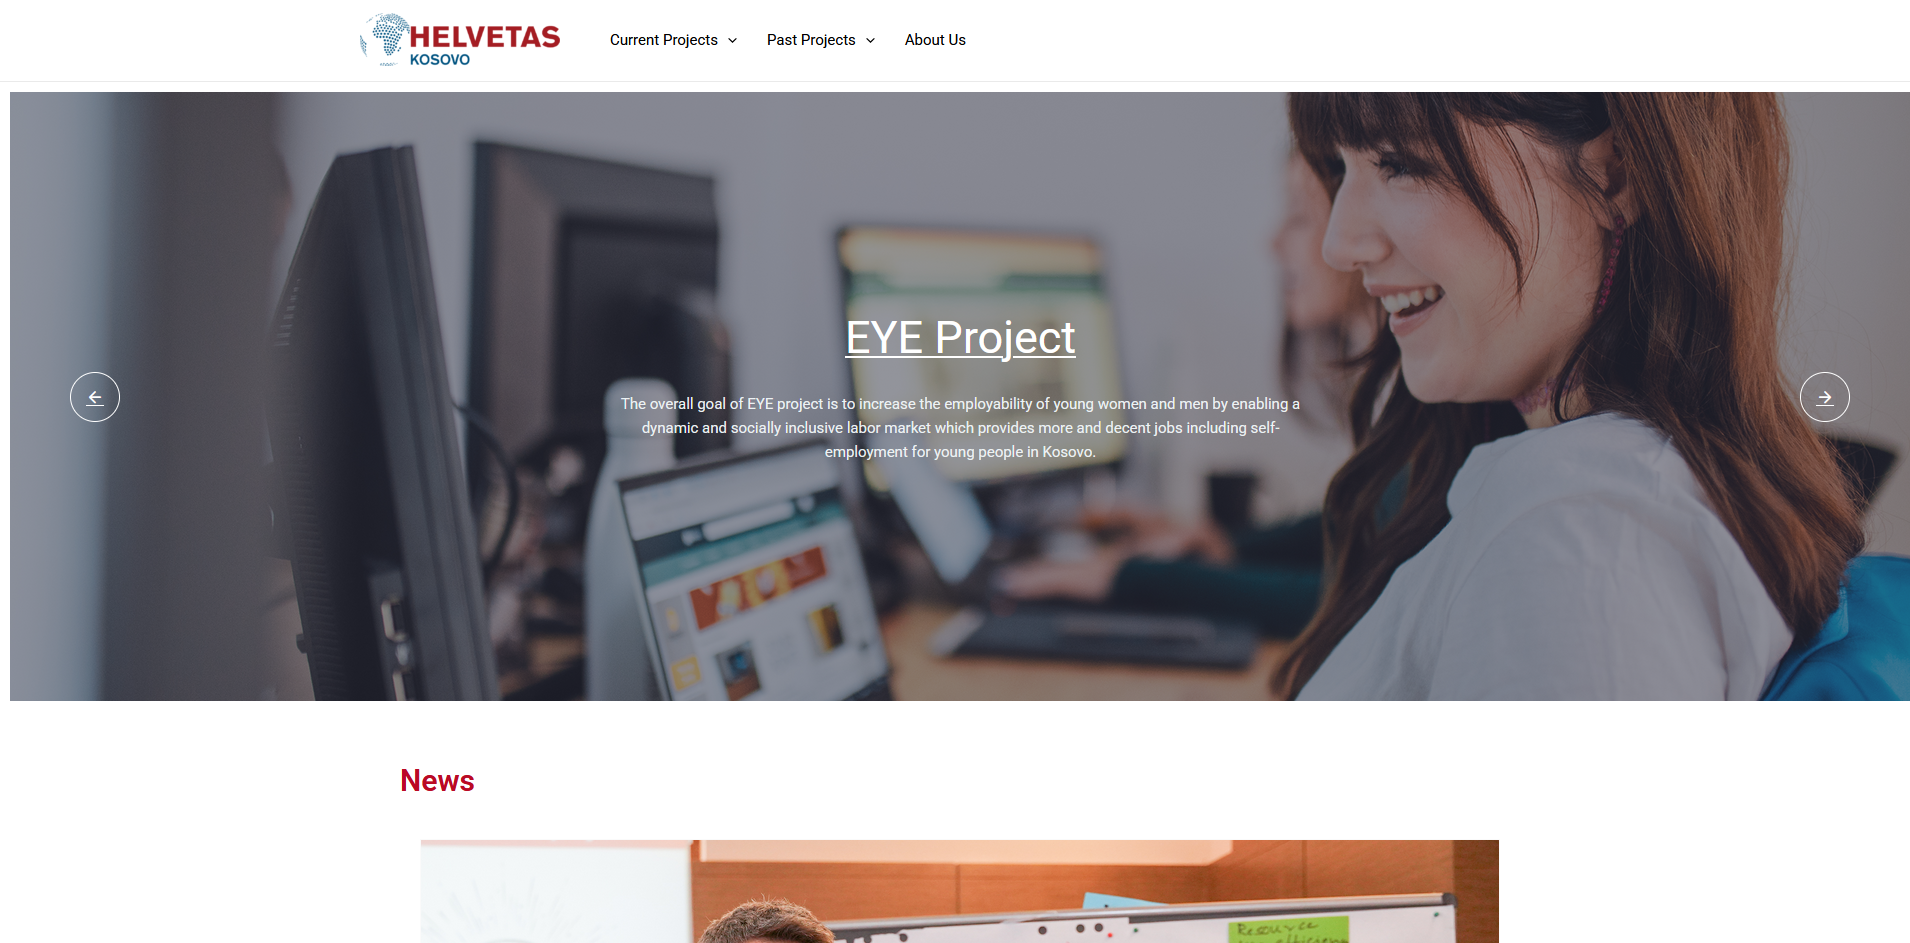 HELVETAS
KOSOVO
Current Projects
Past Projects
About Us
EYE Project
The overall goal of EYE project is to increase the employability of young women and men by enabling a
dynamic and socially inclusive labor market which provides more and decent jobs including self-
employment for young people in Kosovo.
News
Resource